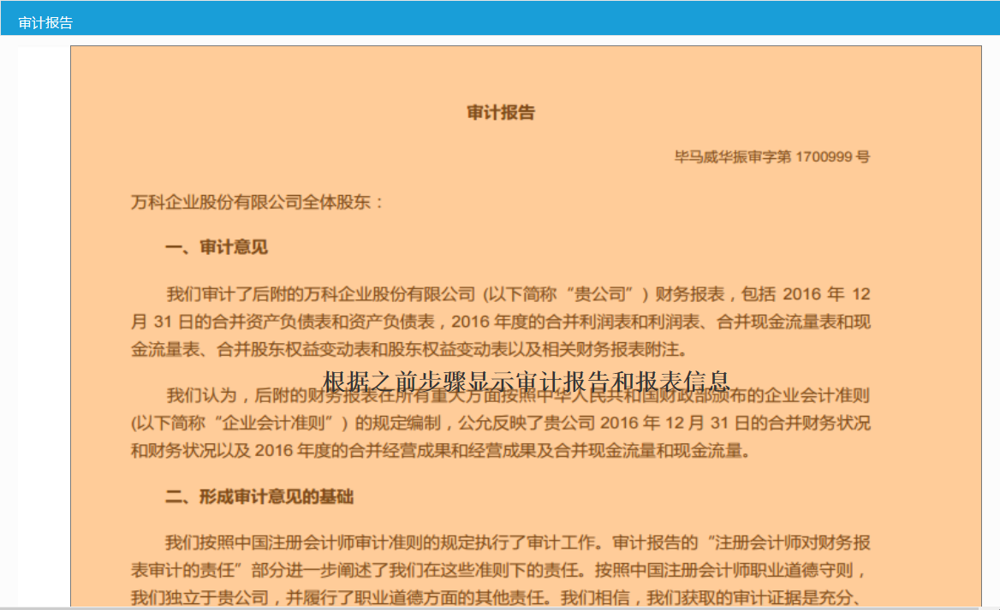 审计报告
审计报告
毕马威华振审字第 1700999 号
万科企业股份有限公司全体股东：
一、审计意见
我们审计了后附的万科企业股份有限公司 (以下简称“贵公司”) 财务报表，包括 2016 年 12
月 31 日的合并资产负债表和资产负债表，2016 年度的合并利润表和利润表、合并现金流量表和现
金流量表、合并股东权益变动表和股东权益变动表以及相关财务报表附注。
根据之前步骤显示审计报告和报表信息
我们认为，后附的财务报表在所有重大方面按照中华人民共和国财政部颁布的企业会计准则
(以下简称“企业会计准则”) 的规定编制，公允反映了贵公司 2016 年 12 月 31 日的合并财务状况
和财务状况以及 2016 年度的合并经营成果和经营成果及合并现金流量和现金流量。
二、形成审计意见的基础
我们按照中国注册会计师审计准则的规定执行了审计工作。审计报告的“注册会计师对财务报
表审计的责任”部分进一步阐述了我们在这些准则下的责任。按照中国注册会计师职业道德守则，
我们独立于贵公司，并履行了职业道德方面的其他责任。我们相信，我们获取的审计证据是充分、